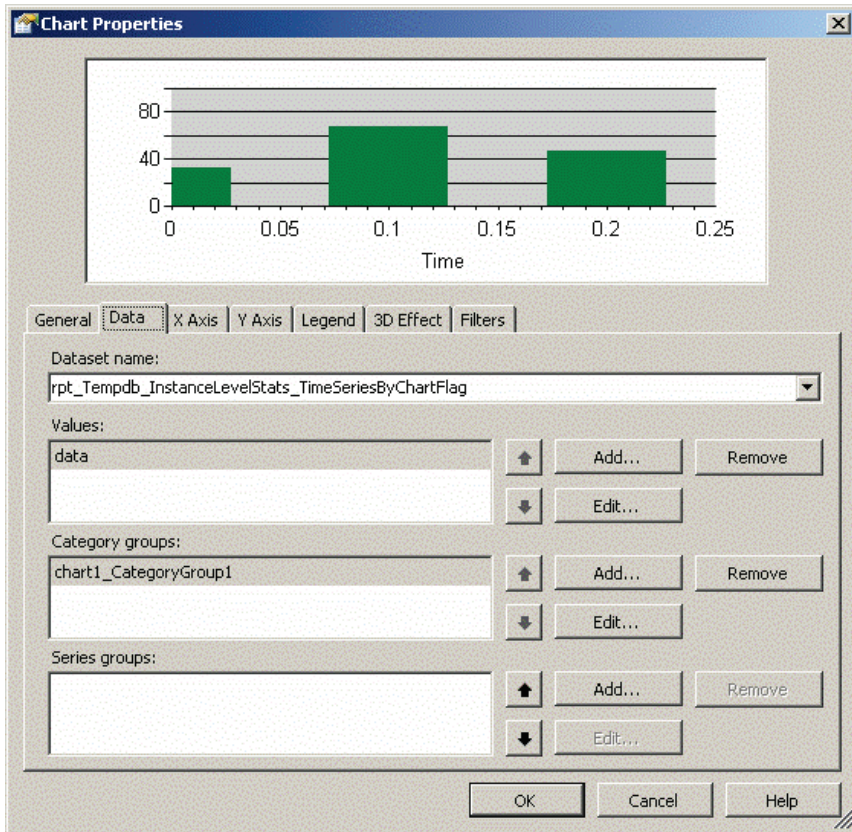 Chart Properties
80
40
0
0 0.05 0.1 0.15 0.2 0.25
Time
General Data X Axis Y Axis Legend 3D Effect Filters
Dataset name:
rpt_Tempdb_InstanceLevelStats_TimeSeriesByChartFlag
Values:
data
Add... Remove
Edit...
Category groups:
chart1_CategoryGroup1
Add... Remove
Edit...
Series groups:
Add... Remove
Edit...
OK Cancel Help